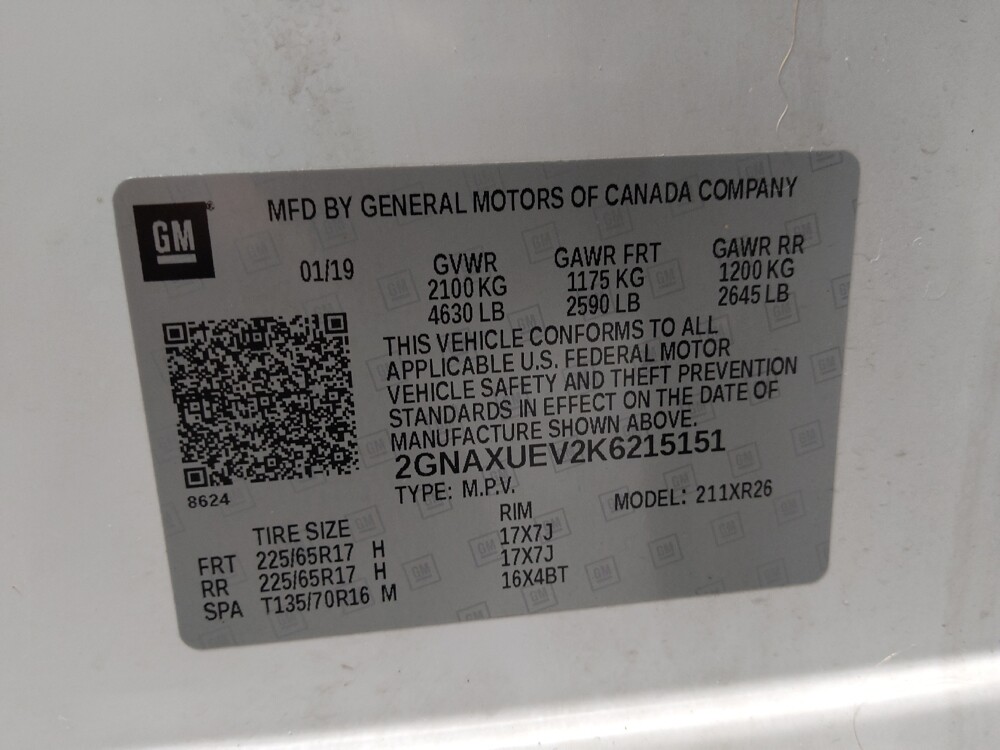 GM®
MFD BY GENERAL MOTORS OF CANADA COMPANY
01/19
GVWR GAWR FRT GAWR RR
2100 KG 1175 KG 1200 KG
4630 LB 2590 LB 2645 LB
THIS VEHICLE CONFORMS TO ALL
APPLICABLE U.S. FEDERAL MOTOR
VEHICLE SAFETY AND THEFT PREVENTION
STANDARDS IN EFFECT ON THE DATE OF
MANUFACTURE SHOWN ABOVE.
2GNAXUEV2K6215151
8624
TYPE: M.P.V. MODEL: 211XR26
TIRE SIZE RIM
FRT 225/65R17 H 17X7J
RR 225/65R17 H 17X7J
SPA T135/70R16 M 16X4BT